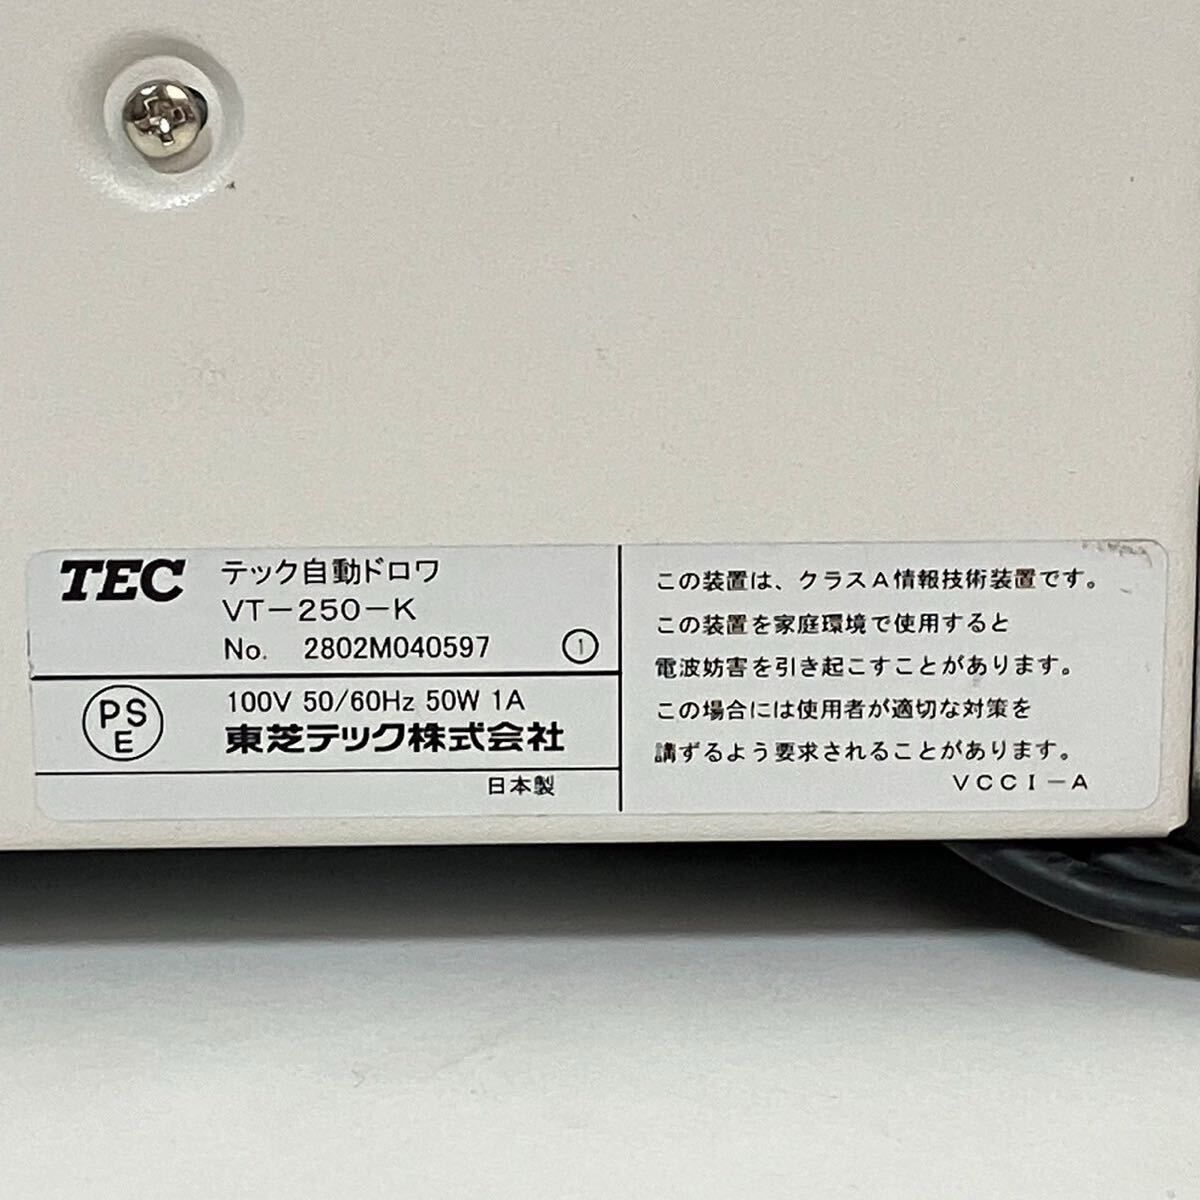 TEC テック自動ドロワ
VT-250-K
No. 2802M040597 ①
PSE
100V 50/60Hz 50W 1A
東芝テック株式会社
日本製
この装置は、クラスA情報技術装置です。
この装置を家庭環境で使用すると
電波妨害を引き起こすことがあります。
この場合には使用者が適切な対策を
講ずるよう要求されることがあります。
VCCI-A